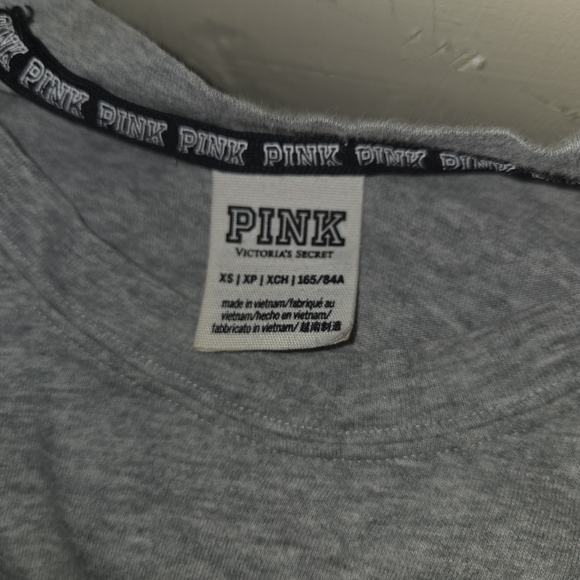 PINK PINK PINK PINK PINK PINK PINK
PINK
VICTORIA'S SECRET
XS | XP | XCH | 165/84A
made in vietnam/fabriqué au
vietnam/hecho en vietnam/
fabbricato in vietnam/ 越南制造